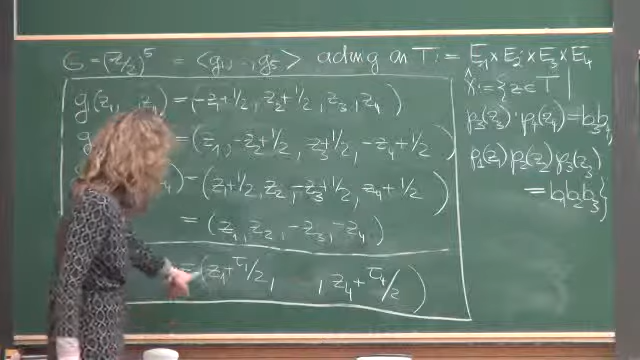 G = (Z/2)^5 = <g_1, ..., g_5> acting on T := E_1 × E_2 × E_3 × E_4
g (z_1, ..., z_4) = (-z_1 + 1/2, z_2 + 1/2, z_3, z_4)
g = (z_1, -z_2 + 1/2, z_3 + 1/2, -z_4 + 1/2)
) = (z_1 + 1/2, z_2, -z_3 + 1/2, z_4 + 1/2)
= (z_1, z_2, -z_3, -z_4)
= (z_1 + τ_1/2, , z_4 + τ_4/2)
X̂ := {z ∈ T |
p_3(z_3) · p_4(z_4) = b_3 b_4,
p_1(z_1) p_2(z_2) p_3(z_3)
= b_1 b_2 b_3}